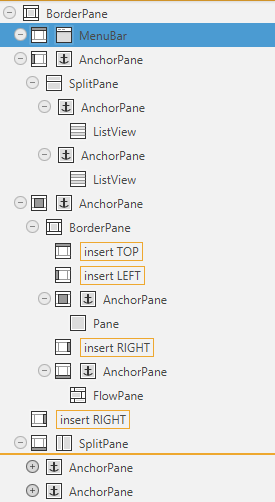 BorderPane
MenuBar
AnchorPane
SplitPane
AnchorPane
ListView
AnchorPane
ListView
AnchorPane
BorderPane
insert TOP
insert LEFT
AnchorPane
Pane
insert RIGHT
AnchorPane
FlowPane
insert RIGHT
SplitPane
AnchorPane
AnchorPane